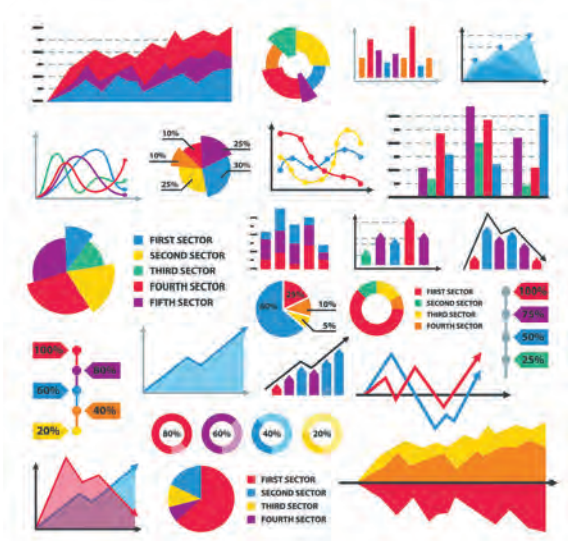 10%
25%
10%
30%
25%
FIRST SECTOR
SECOND SECTOR
THIRD SECTOR
FOURTH SECTOR
FIFTH SECTOR
25%
10%
60%
5%
FIRST SECTOR
SECOND SECTOR
THIRD SECTOR
FOURTH SECTOR
100%
75%
50%
25%
100%
80%
60%
40%
20%
80%
60%
40%
20%
FIRST SECTOR
SECOND SECTOR
THIRD SECTOR
FOURTH SECTOR